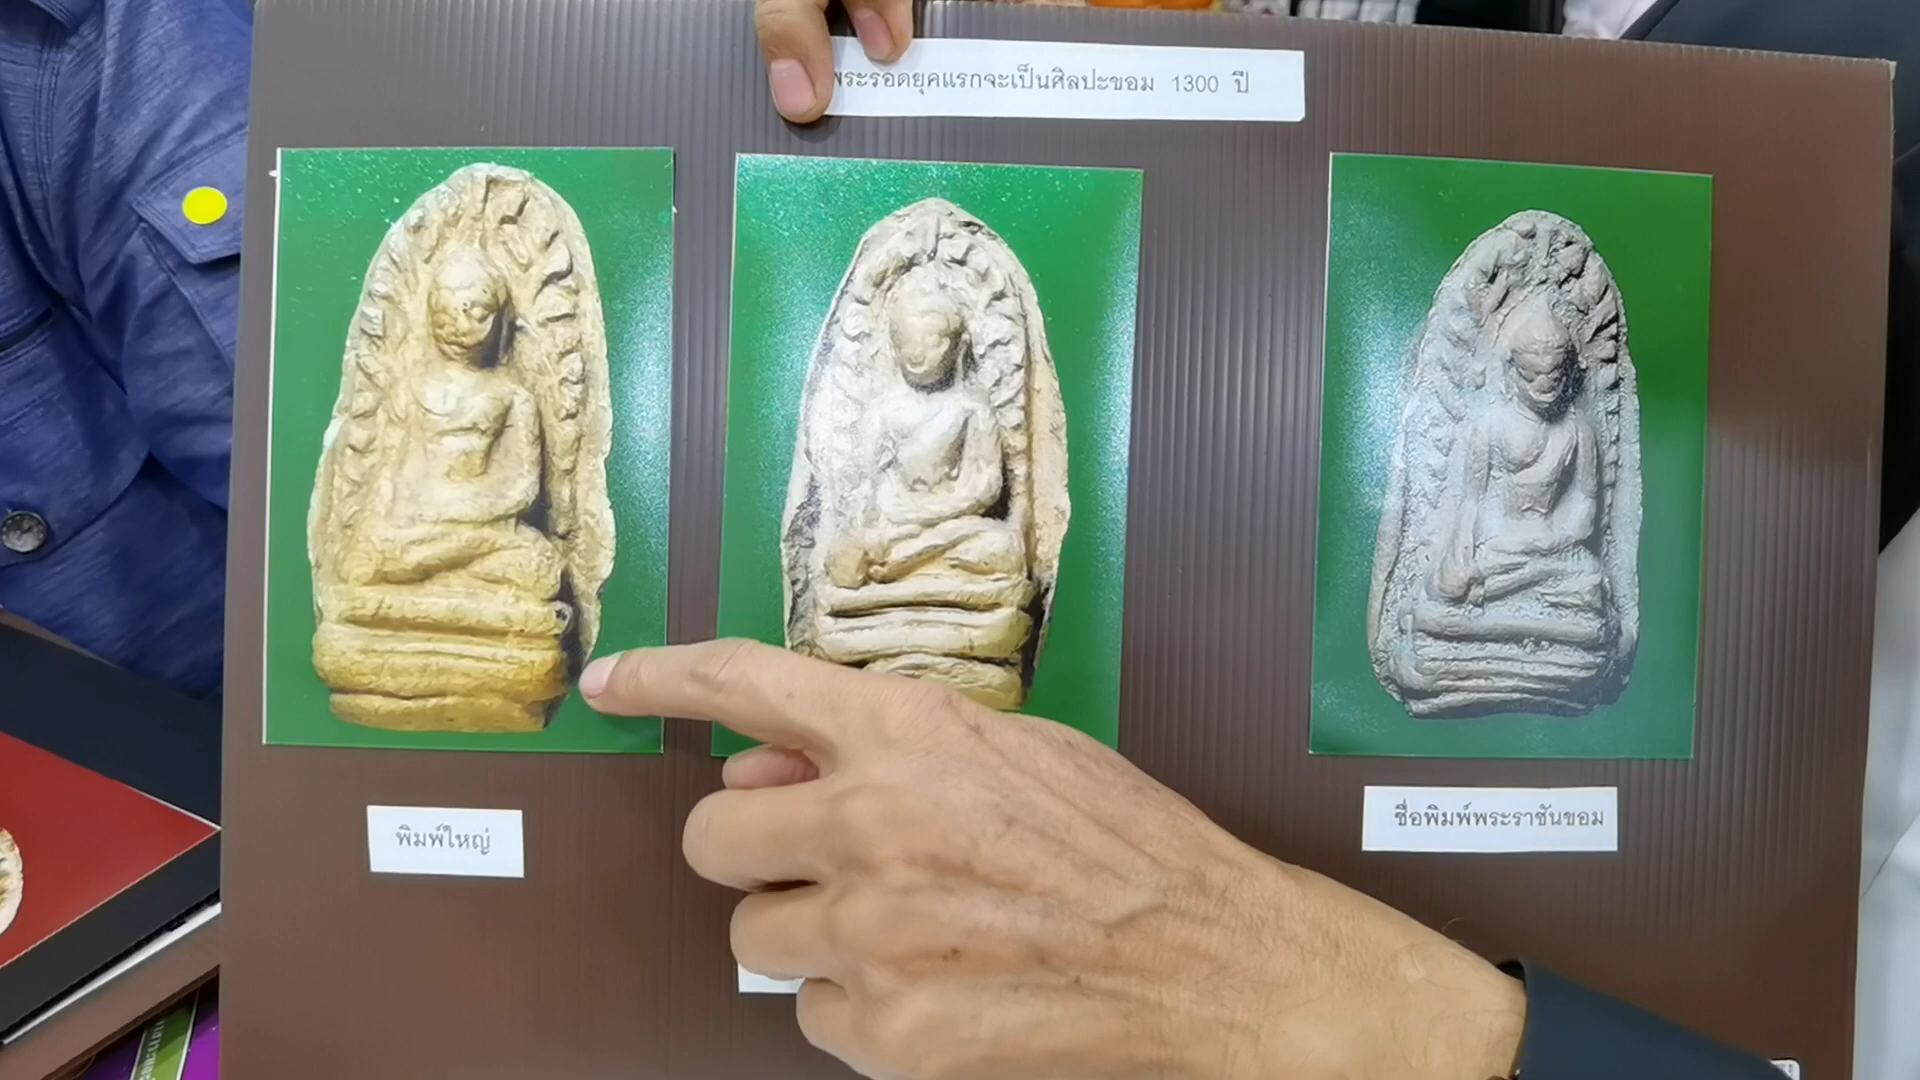 พระรอดยุคแรกจะเป็นศิลปะขอม 1300 ปี
พิมพ์ใหญ่
ชื่อพิมพ์พระราชันขอม